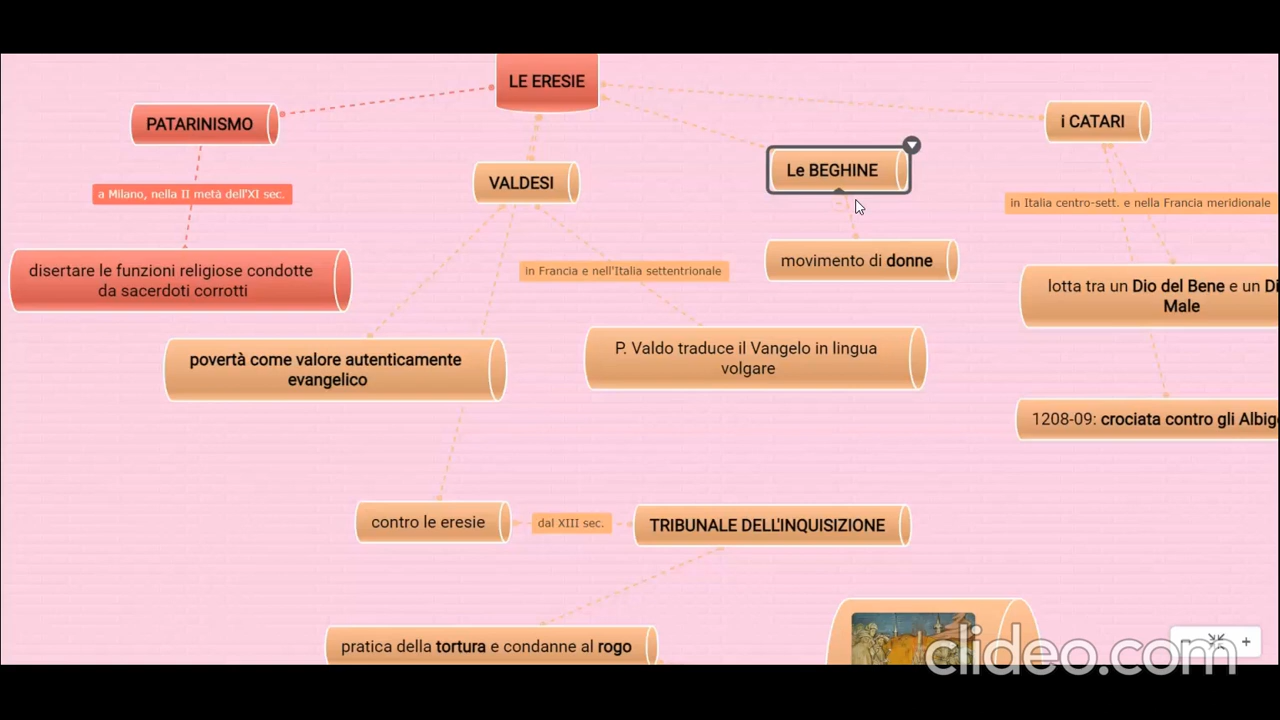 LE ERESIE
PATARINISMO
i CATARI
VALDESI
Le BEGHINE
a Milano, nella II metà dell'XI sec.
in Italia centro-sett. e nella Francia meridionale
disertare le funzioni religiose condotte
da sacerdoti corrotti
in Francia e nell'Italia settentrionale
movimento di donne
lotta tra un Dio del Bene e un Di
Male
povertà come valore autenticamente
evangelico
P. Valdo traduce il Vangelo in lingua
volgare
1208-09: crociata contro gli Albig
contro le eresie
dal XIII sec.
TRIBUNALE DELL'INQUISIZIONE
pratica della tortura e condanne al rogo
clideo.com